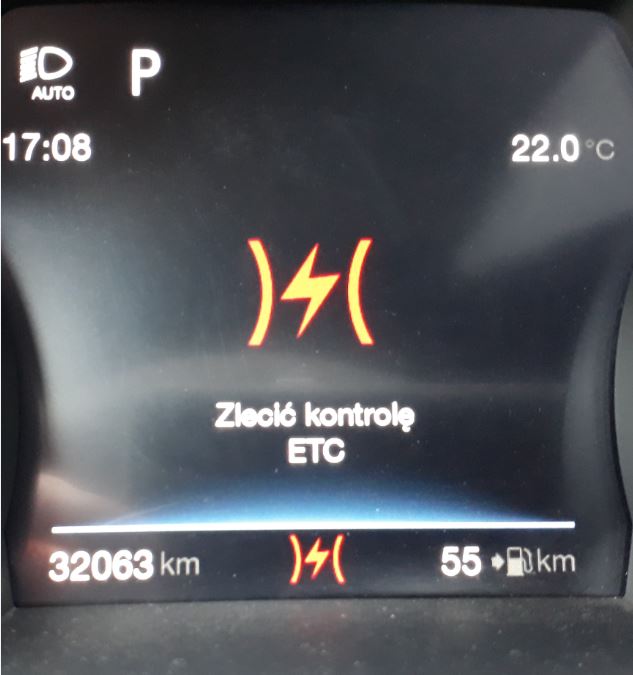 AUTO
P
17:08
22.0 °C
Zlecić kontrolę
ETC
32063 km
55 km